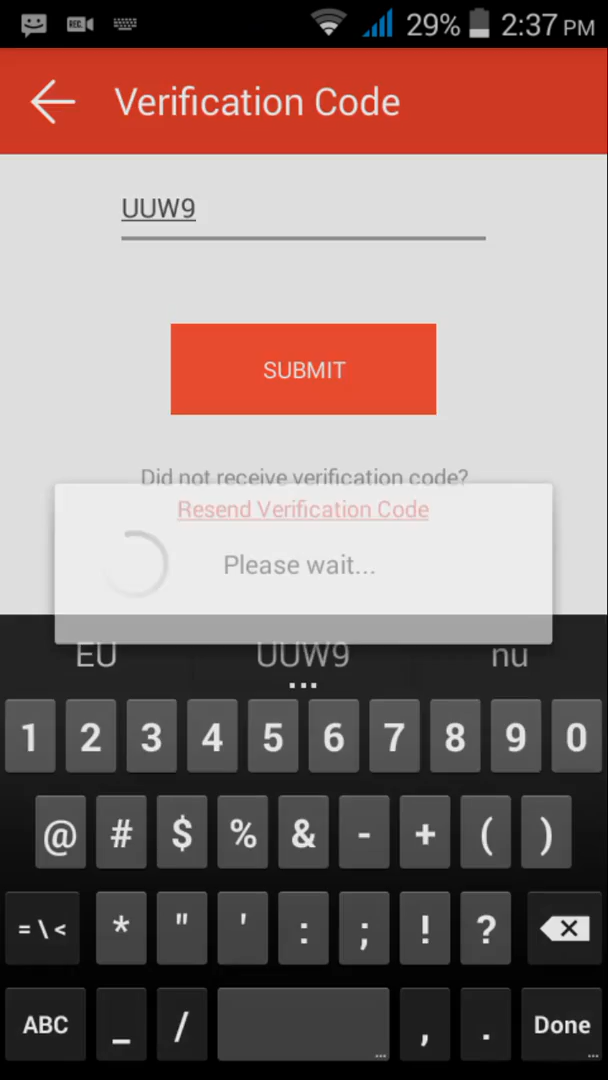 REC. 29% 2:37 PM
Verification Code
UUW9
SUBMIT
Did not receive verification code?
Resend Verification Code
Please wait...
EU UUW9 nu
...
1 2 3 4 5 6 7 8 9 0
@ # $ % & - + ( )
= \ < * " ' : ; ! ?
ABC _ / , . Done